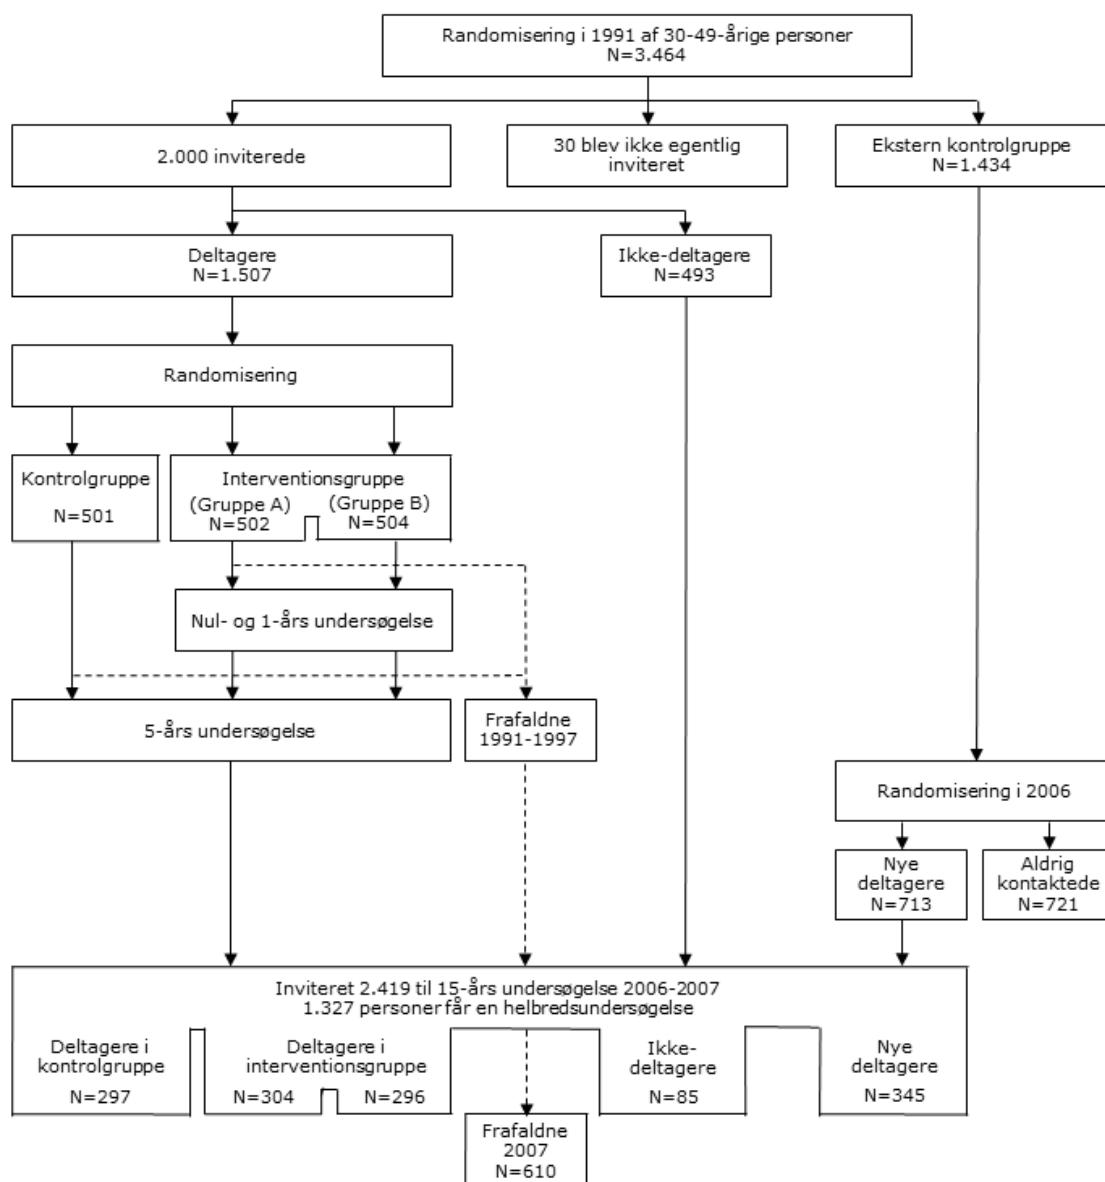 Randomisering i 1991 af 30-49-årige personer
N=3.464
2.000 inviterede
30 blev ikke egentlig
inviteret
Ekstern kontrolgruppe
N=1.434
Deltagere
N=1.507
Ikke-deltagere
N=493
Randomisering
Kontrolgruppe
N=501
Interventionsgruppe
(Gruppe A)
N=502
(Gruppe B)
N=504
Nul- og 1-års undersøgelse
5-års undersøgelse
Frafaldne
1991-1997
Randomisering i 2006
Nye
deltagere
N=713
Aldrig
kontaktede
N=721
Inviteret 2.419 til 15-års undersøgelse 2006-2007
1.327 personer får en helbredsundersøgelse
Deltagere i
kontrolgruppe
N=297
Deltagere i
interventionsgruppe
N=304
N=296
Ikke-
deltagere
N=85
Nye
deltagere
N=345
Frafaldne
2007
N=610